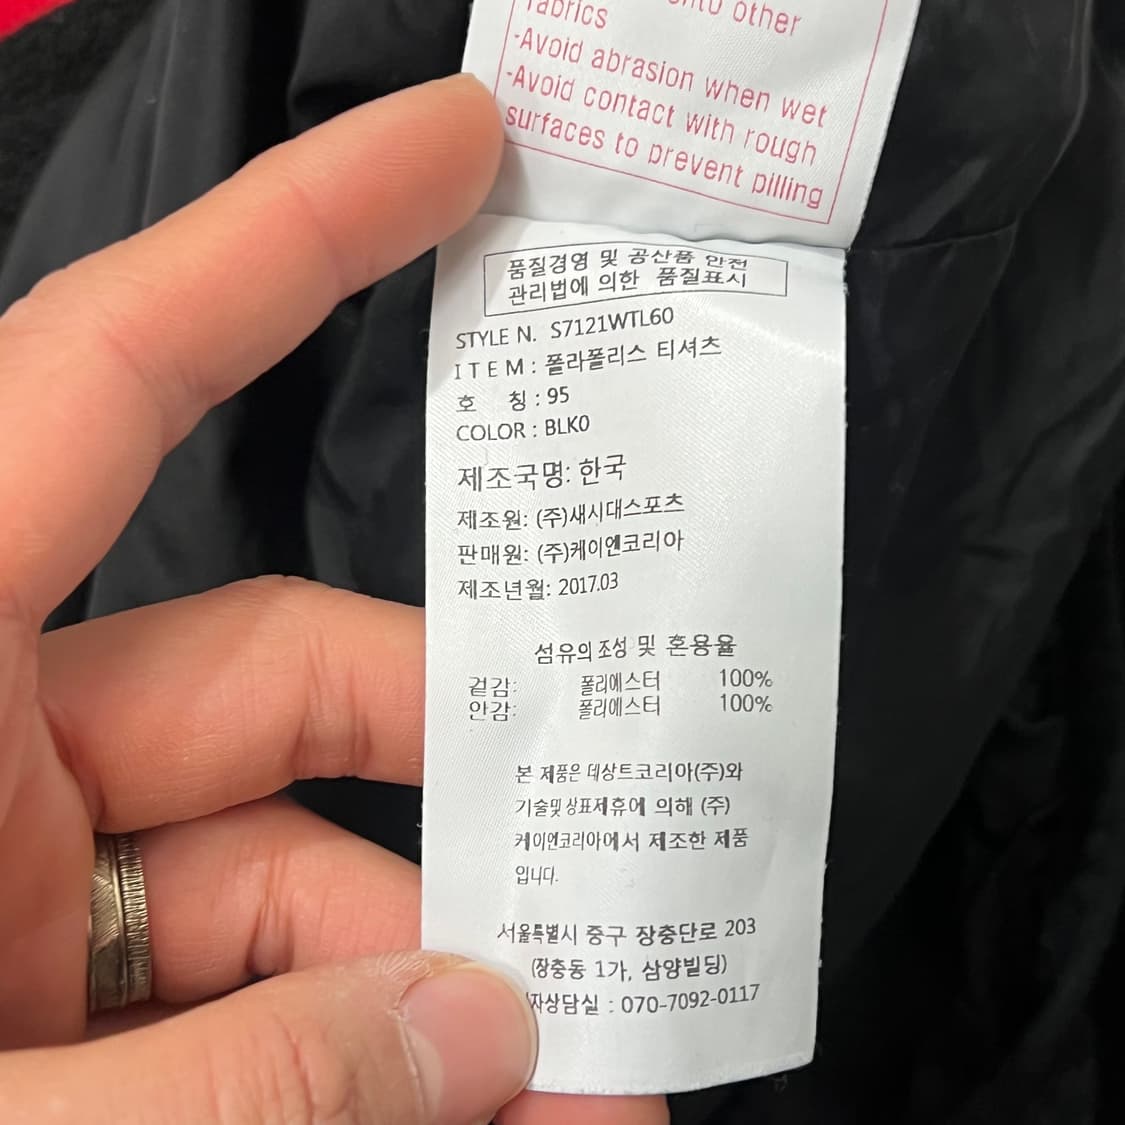 onto other
fabrics
-Avoid abrasion when wet
-Avoid contact with rough
surfaces to prevent pilling
품질경영 및 공산품 안전
관리법에 의한 품질표시
STYLE N. S7121WTL60
ITEM : 폴라폴리스 티셔츠
호 칭 : 95
COLOR : BLK0
제조국명: 한국
제조원: (주)새시대스포츠
판매원: (주)케이엔코리아
제조년월: 2017.03
섬유의 조성 및 혼용율
겉감: 폴리에스터 100%
안감: 폴리에스터 100%
본 제품은 데상트코리아(주)와
기술및 상표제휴에 의해 (주)
케이엔코리아에서 제조한 제품
입니다.
서울특별시 중구 장충단로 203
(장충동 1가, 삼양빌딩)
자상담실 : 070-7092-0117